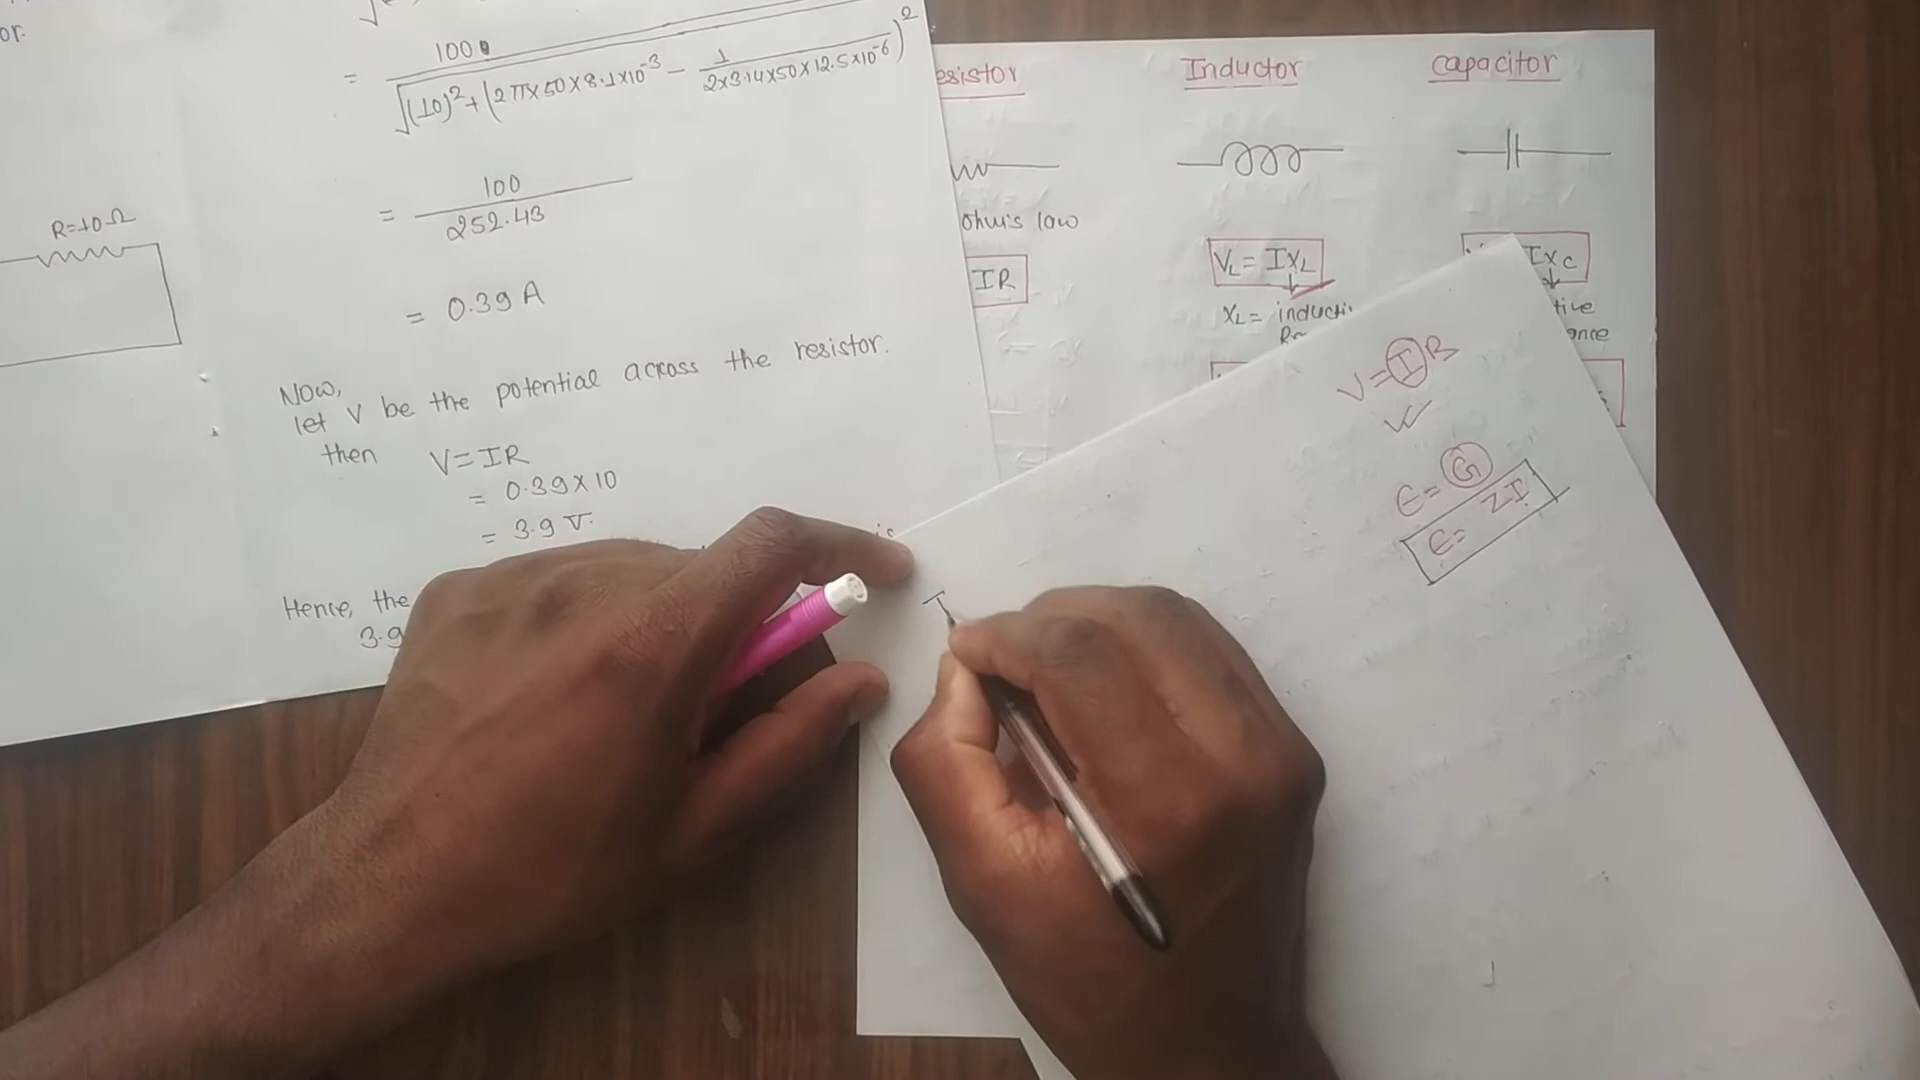 or.
R=10Ω
= 100 / √(10)² + (2π×50×8.1×10⁻³ - 1 / 2×3.14×50×12.5×10⁻⁶)²
= 100 / 252.43
= 0.39 A
Now,
let V be the potential across the resistor.
then V=IR
= 0.39×10
= 3.9 V.
Hence, the
3.9
is
esistor Inductor capacitor
ohm's law
IR VL= IXL IXC
XL= inducti
tive
ance
V=IR
E=G
E= ZI
I